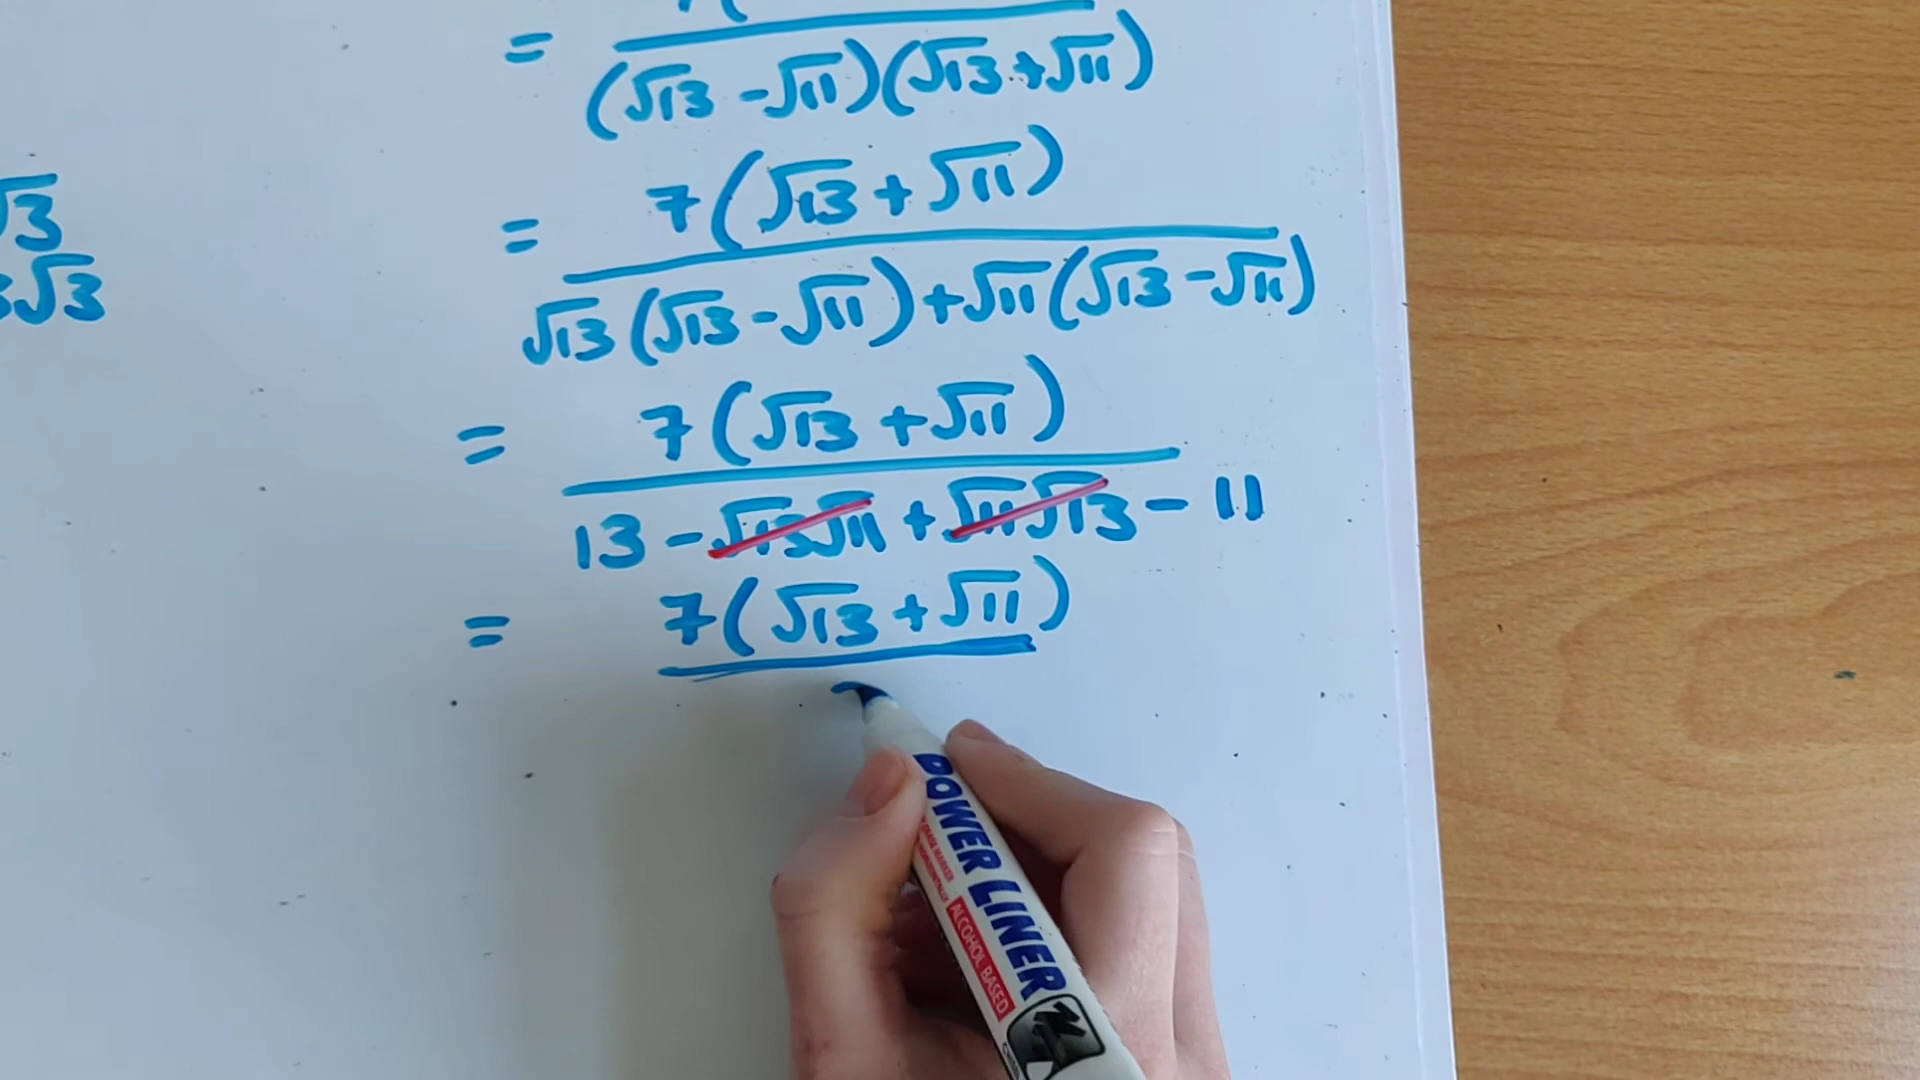 √3
3√3
= 7(
(√13 - √11)(√13 + √11)
= 7(√13 + √11)
√13(√13 - √11) + √11(√13 - √11)
= 7(√13 + √11)
13 - √13√11 + √11√13 - 11
= 7(√13 + √11)
POWER LINER
ALCOHOL BASED